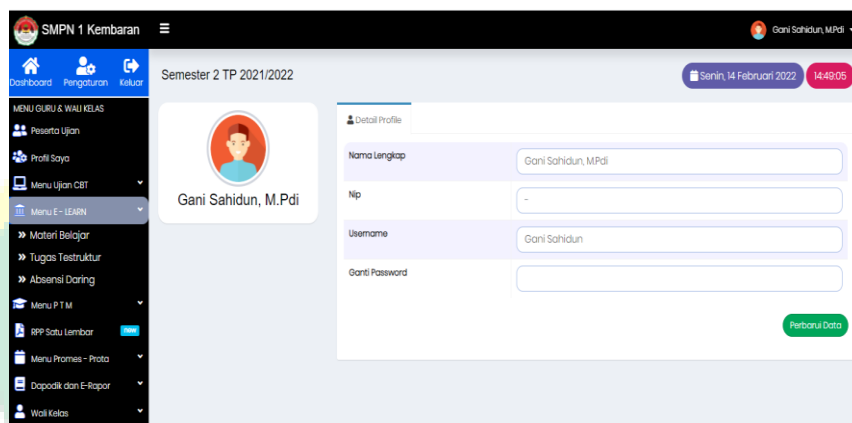 SMPN 1 Kembaran
Gani Sahidun, M.Pdi
Dashboard Pengaturan Keluar
Semester 2 TP 2021/2022
Senin, 14 Februari 2022 14:49:05
MENU GURU & WALI KELAS
Peserta Ujian
Profil Saya
Menu Ujian CBT
Menu E - LEARN
Materi Belajar
Tugas Testruktur
Absensi Daring
Menu P T M
RPP Satu Lembar new
Menu Promes - Prota
Dapodik dan E-Rapor
Wali Kelas
Gani Sahidun, M.Pdi
Detail Profile
Nama Lengkap Gani Sahidun, M.Pdi
Nip -
Username Gani Sahidun
Ganti Password
Perbarui Data